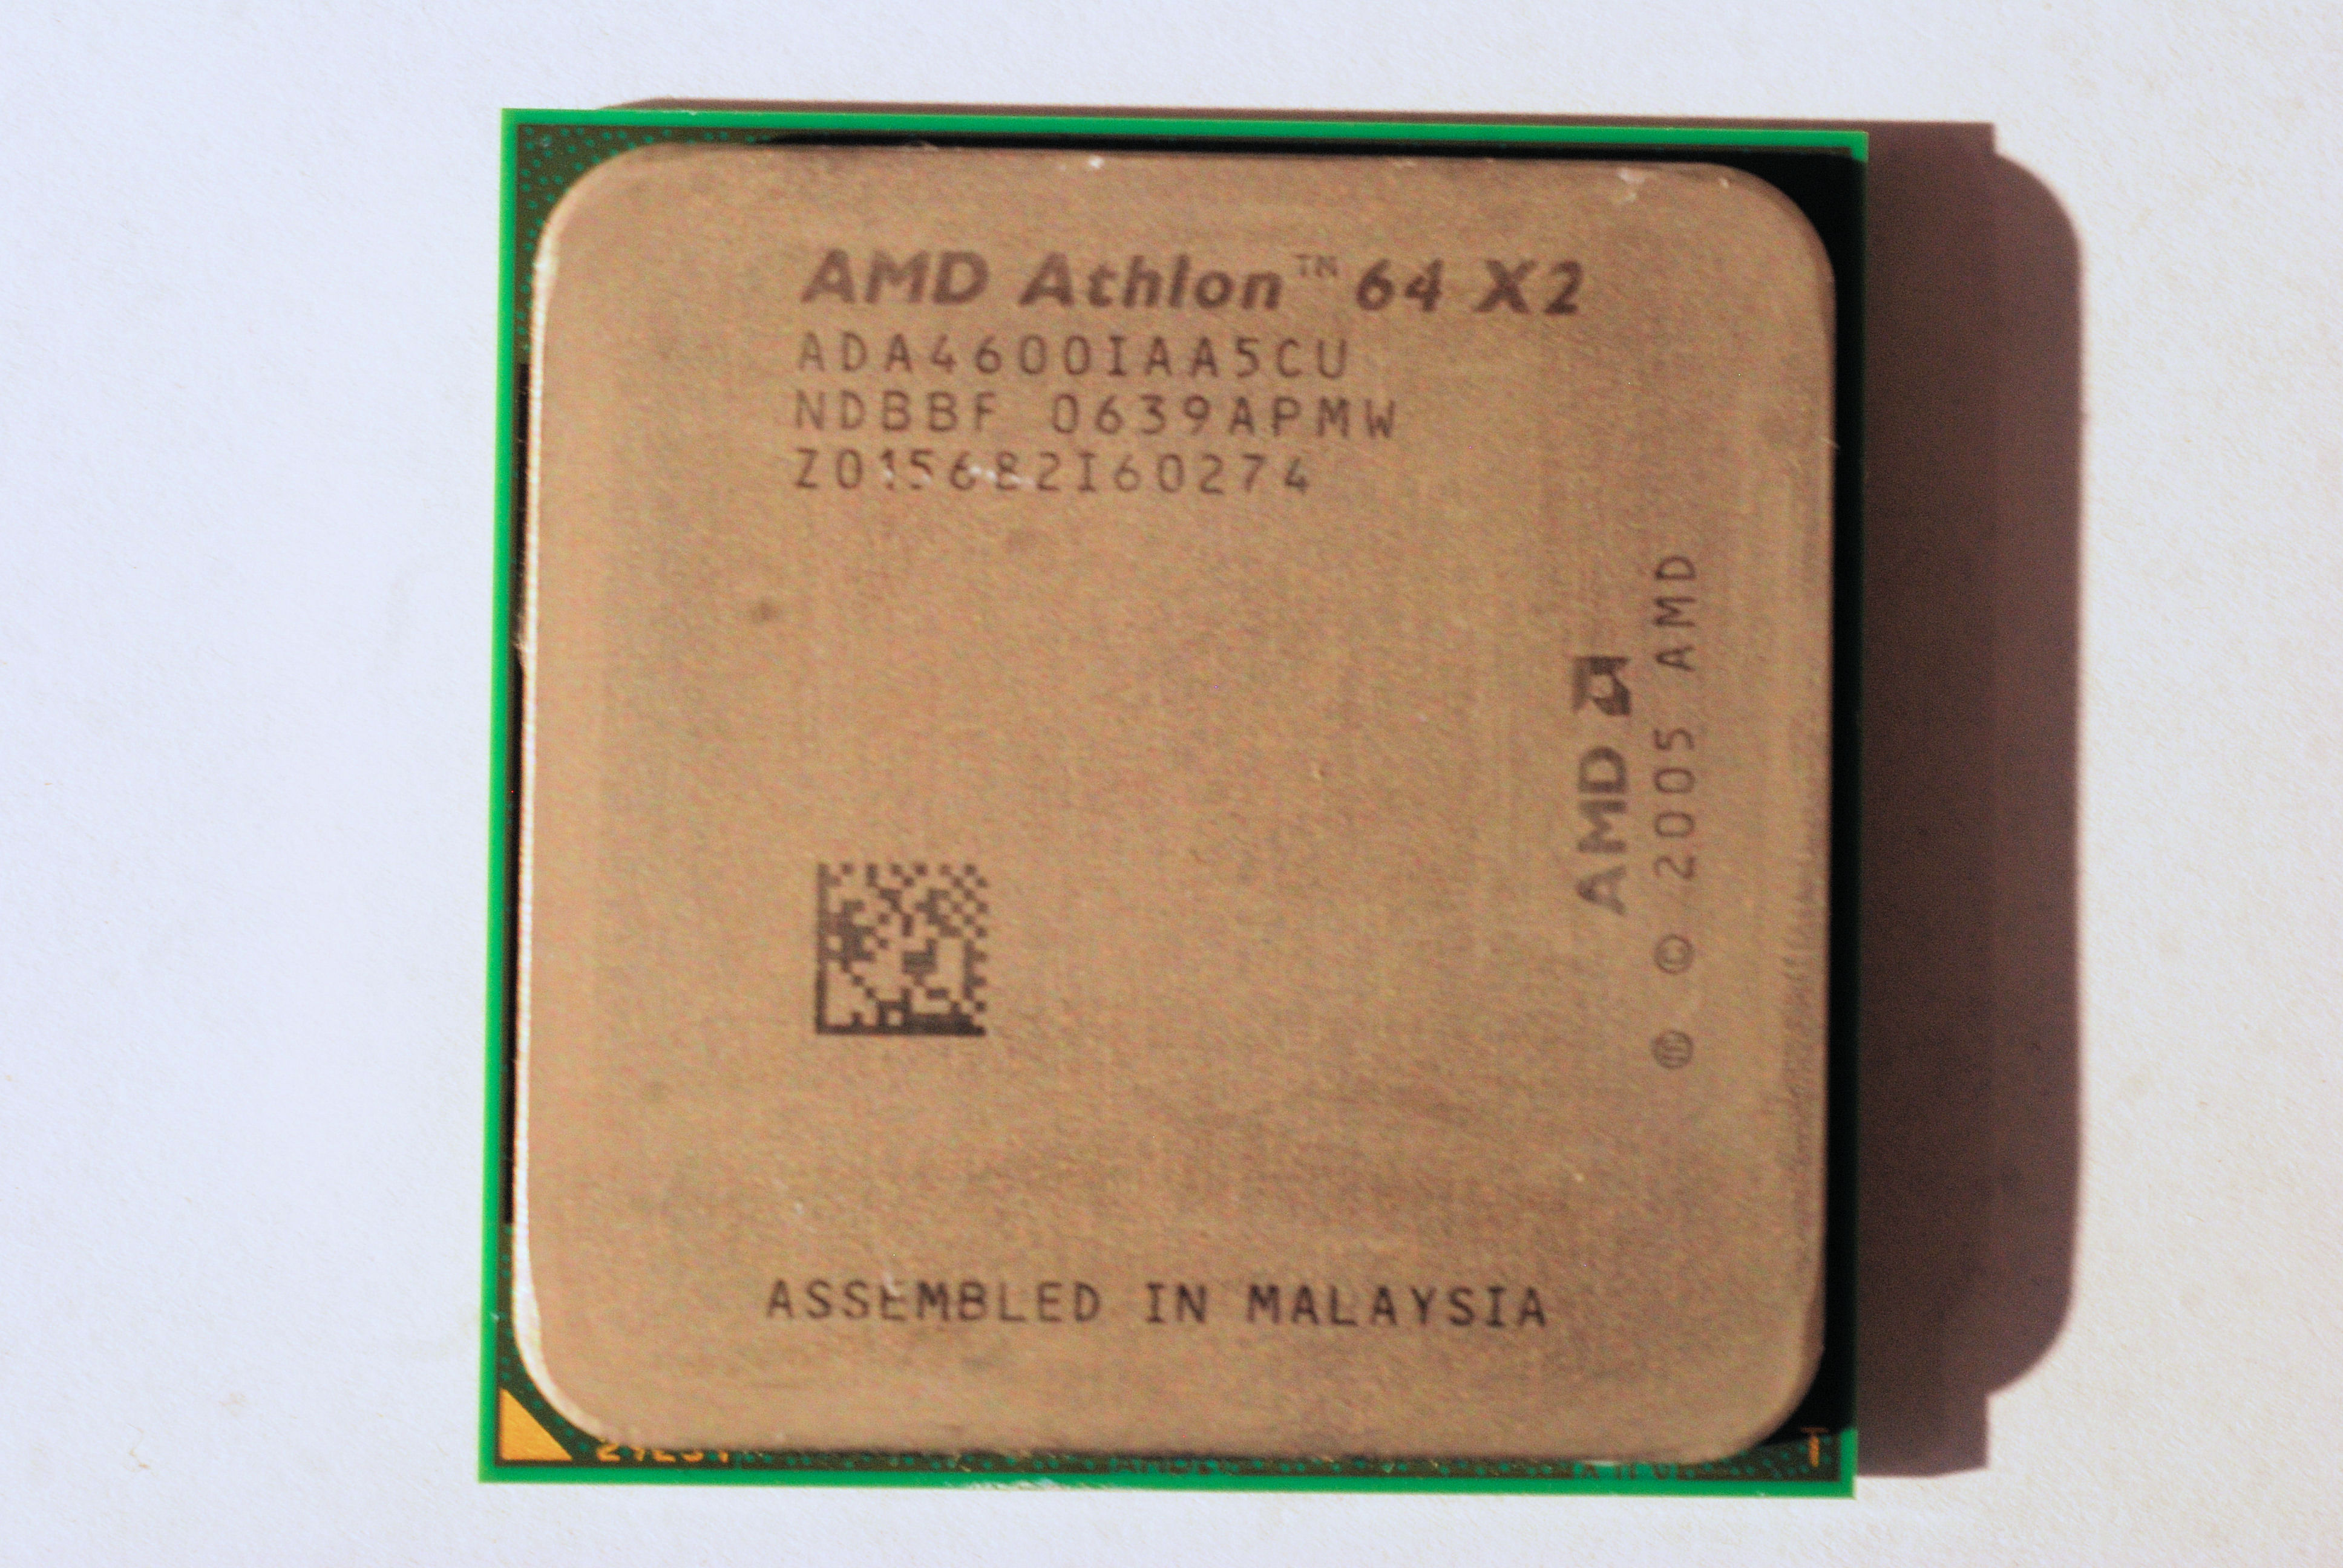 AMD Athlon™ 64 X2
ADA4600IAA5CU
NDBBF 0639APMW
Z015682I60274
AMD
Ⓜ © 2005 AMD
ASSEMBLED IN MALAYSIA